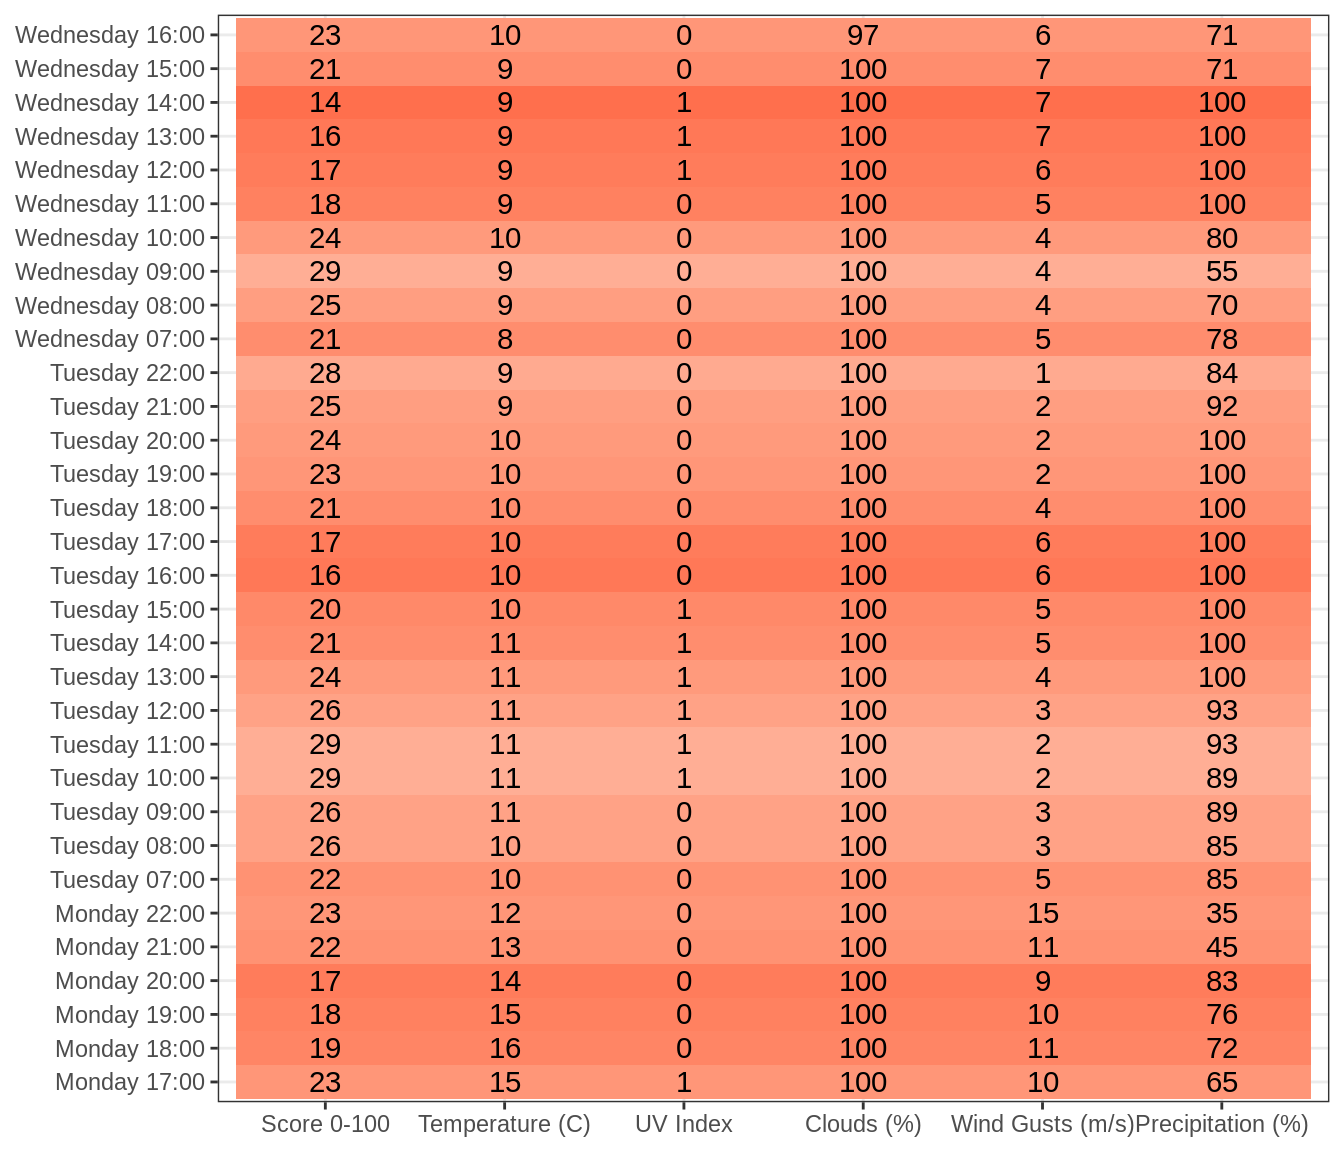 Wednesday 16:00 23 10 0 97 6 71
Wednesday 15:00 21 9 0 100 7 71
Wednesday 14:00 14 9 1 100 7 100
Wednesday 13:00 16 9 1 100 7 100
Wednesday 12:00 17 9 1 100 6 100
Wednesday 11:00 18 9 0 100 5 100
Wednesday 10:00 24 10 0 100 4 80
Wednesday 09:00 29 9 0 100 4 55
Wednesday 08:00 25 9 0 100 4 70
Wednesday 07:00 21 8 0 100 5 78
Tuesday 22:00 28 9 0 100 1 84
Tuesday 21:00 25 9 0 100 2 92
Tuesday 20:00 24 10 0 100 2 100
Tuesday 19:00 23 10 0 100 2 100
Tuesday 18:00 21 10 0 100 4 100
Tuesday 17:00 17 10 0 100 6 100
Tuesday 16:00 16 10 0 100 6 100
Tuesday 15:00 20 10 1 100 5 100
Tuesday 14:00 21 11 1 100 5 100
Tuesday 13:00 24 11 1 100 4 100
Tuesday 12:00 26 11 1 100 3 93
Tuesday 11:00 29 11 1 100 2 93
Tuesday 10:00 29 11 1 100 2 89
Tuesday 09:00 26 11 0 100 3 89
Tuesday 08:00 26 10 0 100 3 85
Tuesday 07:00 22 10 0 100 5 85
Monday 22:00 23 12 0 100 15 35
Monday 21:00 22 13 0 100 11 45
Monday 20:00 17 14 0 100 9 83
Monday 19:00 18 15 0 100 10 76
Monday 18:00 19 16 0 100 11 72
Monday 17:00 23 15 1 100 10 65
Score 0-100 Temperature (C) UV Index Clouds (%) Wind Gusts (m/s) Precipitation (%)